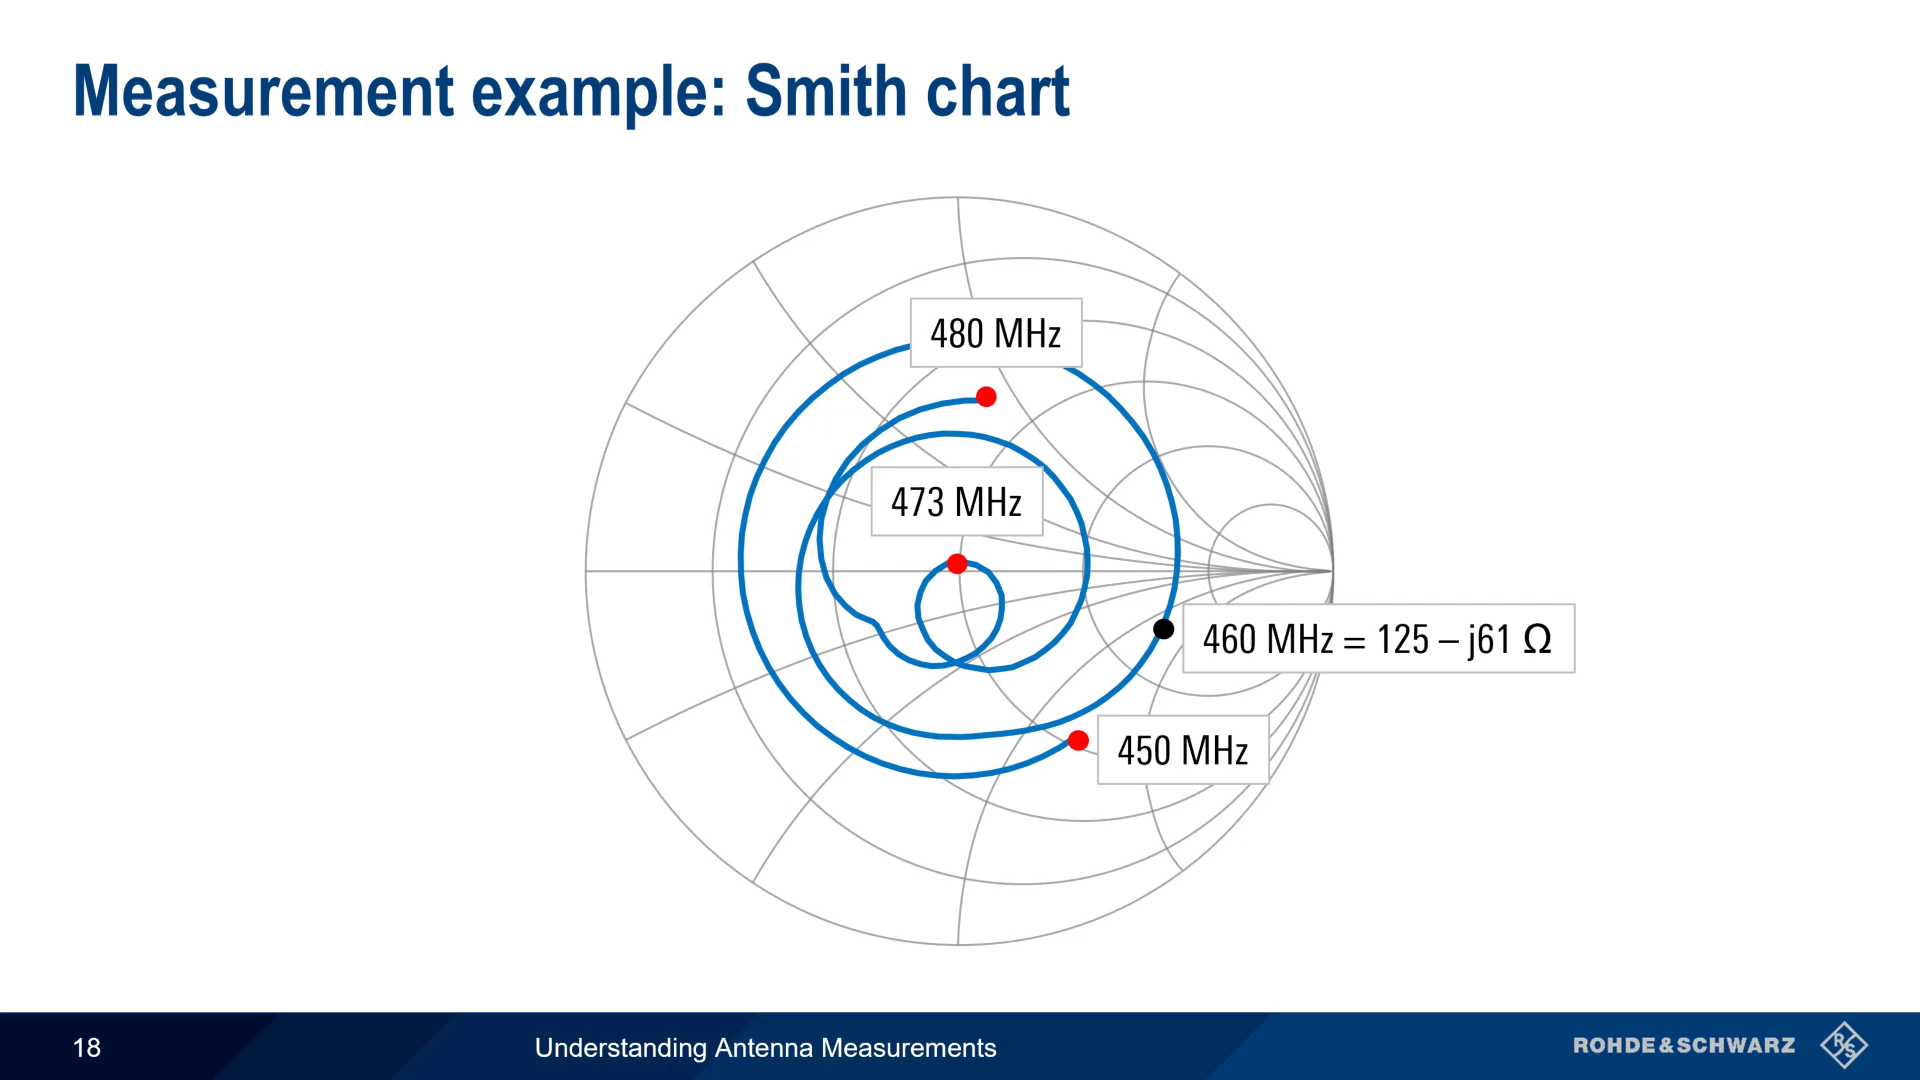 Measurement example: Smith chart
480 MHz
473 MHz
460 MHz = 125 – j61 Ω
450 MHz
18
Understanding Antenna Measurements
ROHDE&SCHWARZ
R&S